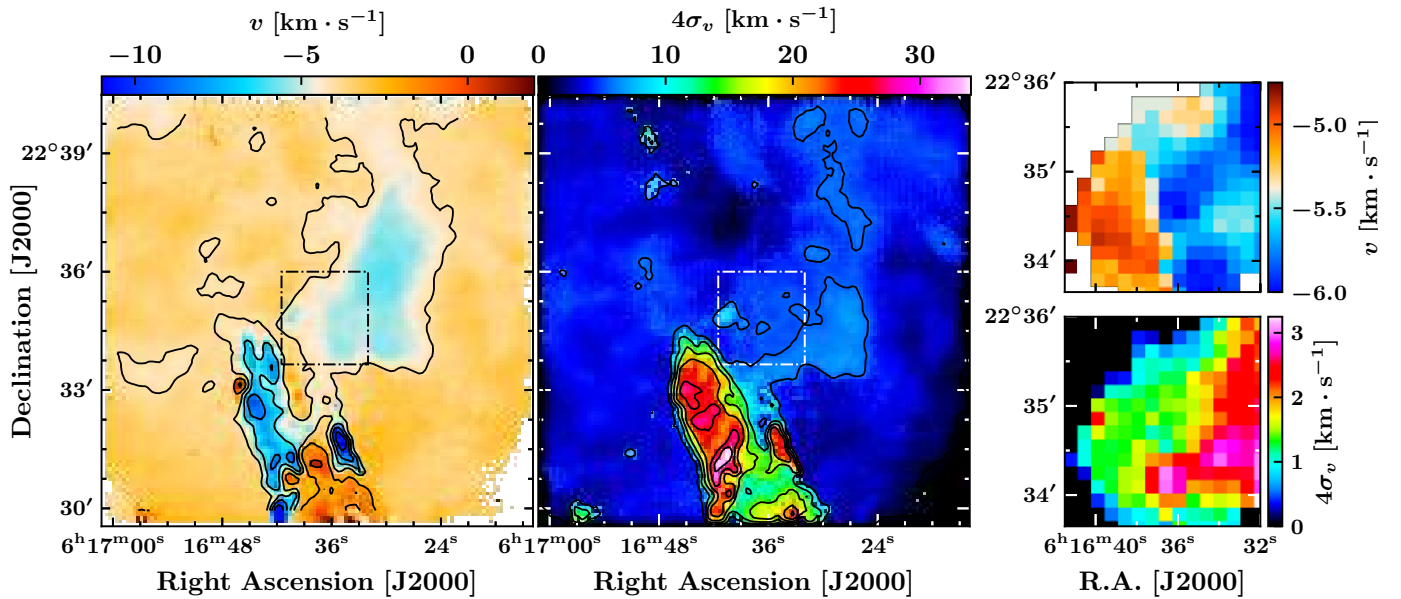 v [km · s⁻¹]
−10 −5 0
4σᵥ [km · s⁻¹]
0 10 20 30
Declination [J2000]
22°39′
36′
33′
30′
6ʰ17ᵐ00ˢ 16ᵐ48ˢ 36ˢ 24ˢ
Right Ascension [J2000]
6ʰ17ᵐ00ˢ 16ᵐ48ˢ 36ˢ 24ˢ
Right Ascension [J2000]
22°36′
35′
34′
−5.0
−5.5
−6.0
v [km · s⁻¹]
22°36′
35′
34′
3
2
1
0
4σᵥ [km · s⁻¹]
6ʰ16ᵐ40ˢ 36ˢ 32ˢ
R.A. [J2000]